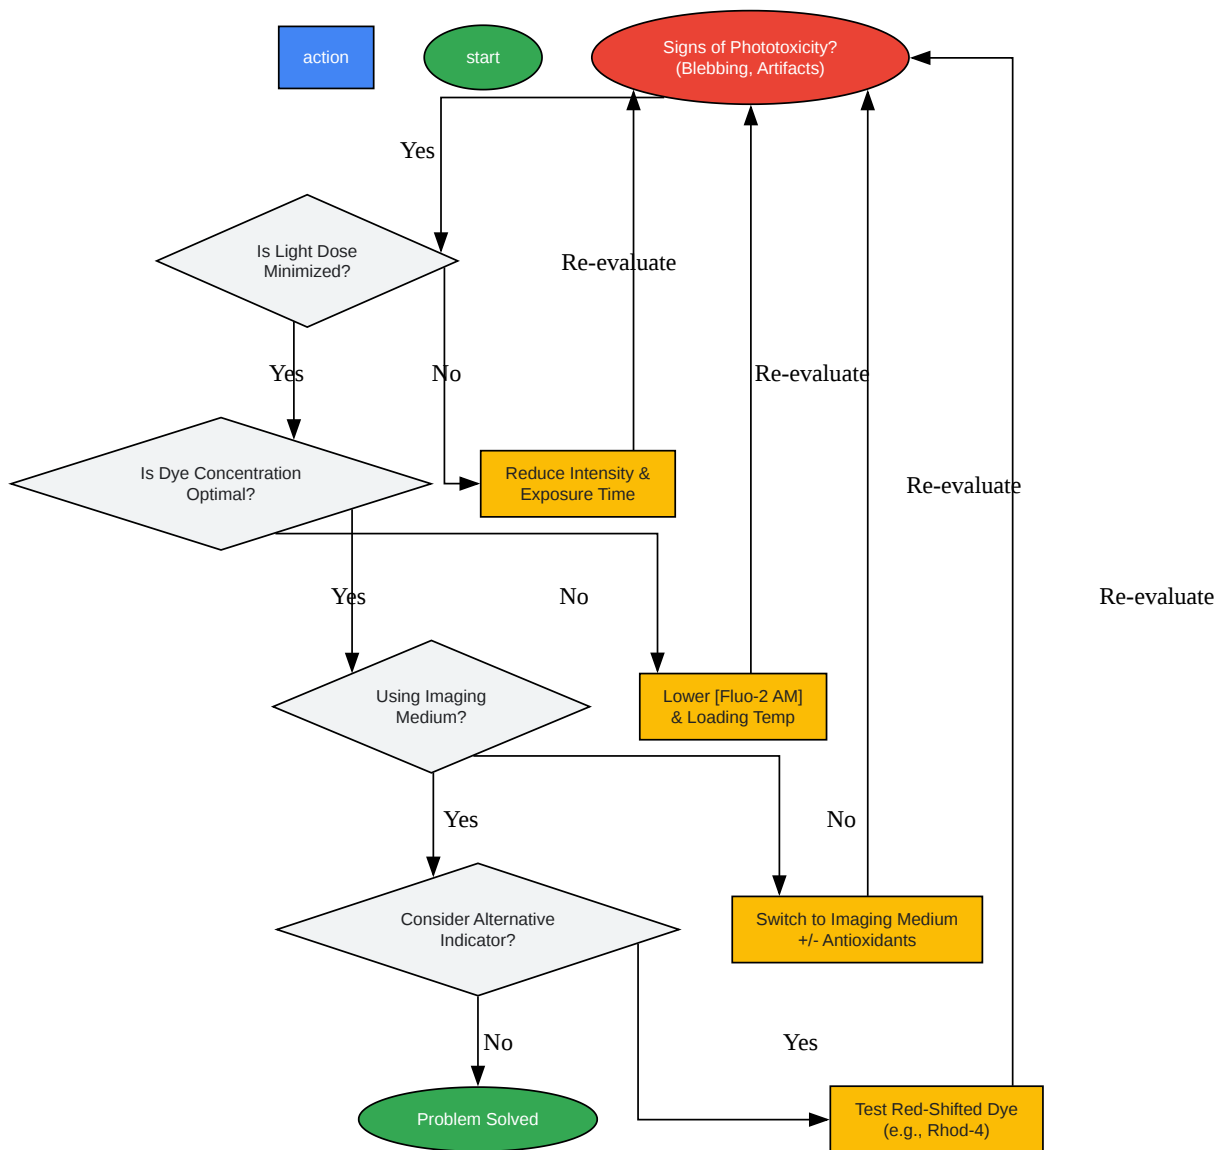 action
start
Signs of Phototoxicity?
(Blebbing, Artifacts)
Yes
Is Light Dose
Minimized?
Re-evaluate
Yes
No
Re-evaluate
Is Dye Concentration
Optimal?
Reduce Intensity &
Exposure Time
Re-evaluate
Yes
No
Re-evaluate
Using Imaging
Medium?
Lower [Fluo-2 AM]
& Loading Temp
Yes
No
Consider Alternative
Indicator?
Switch to Imaging Medium
+/- Antioxidants
No
Yes
Problem Solved
Test Red-Shifted Dye
(e.g., Rhod-4)